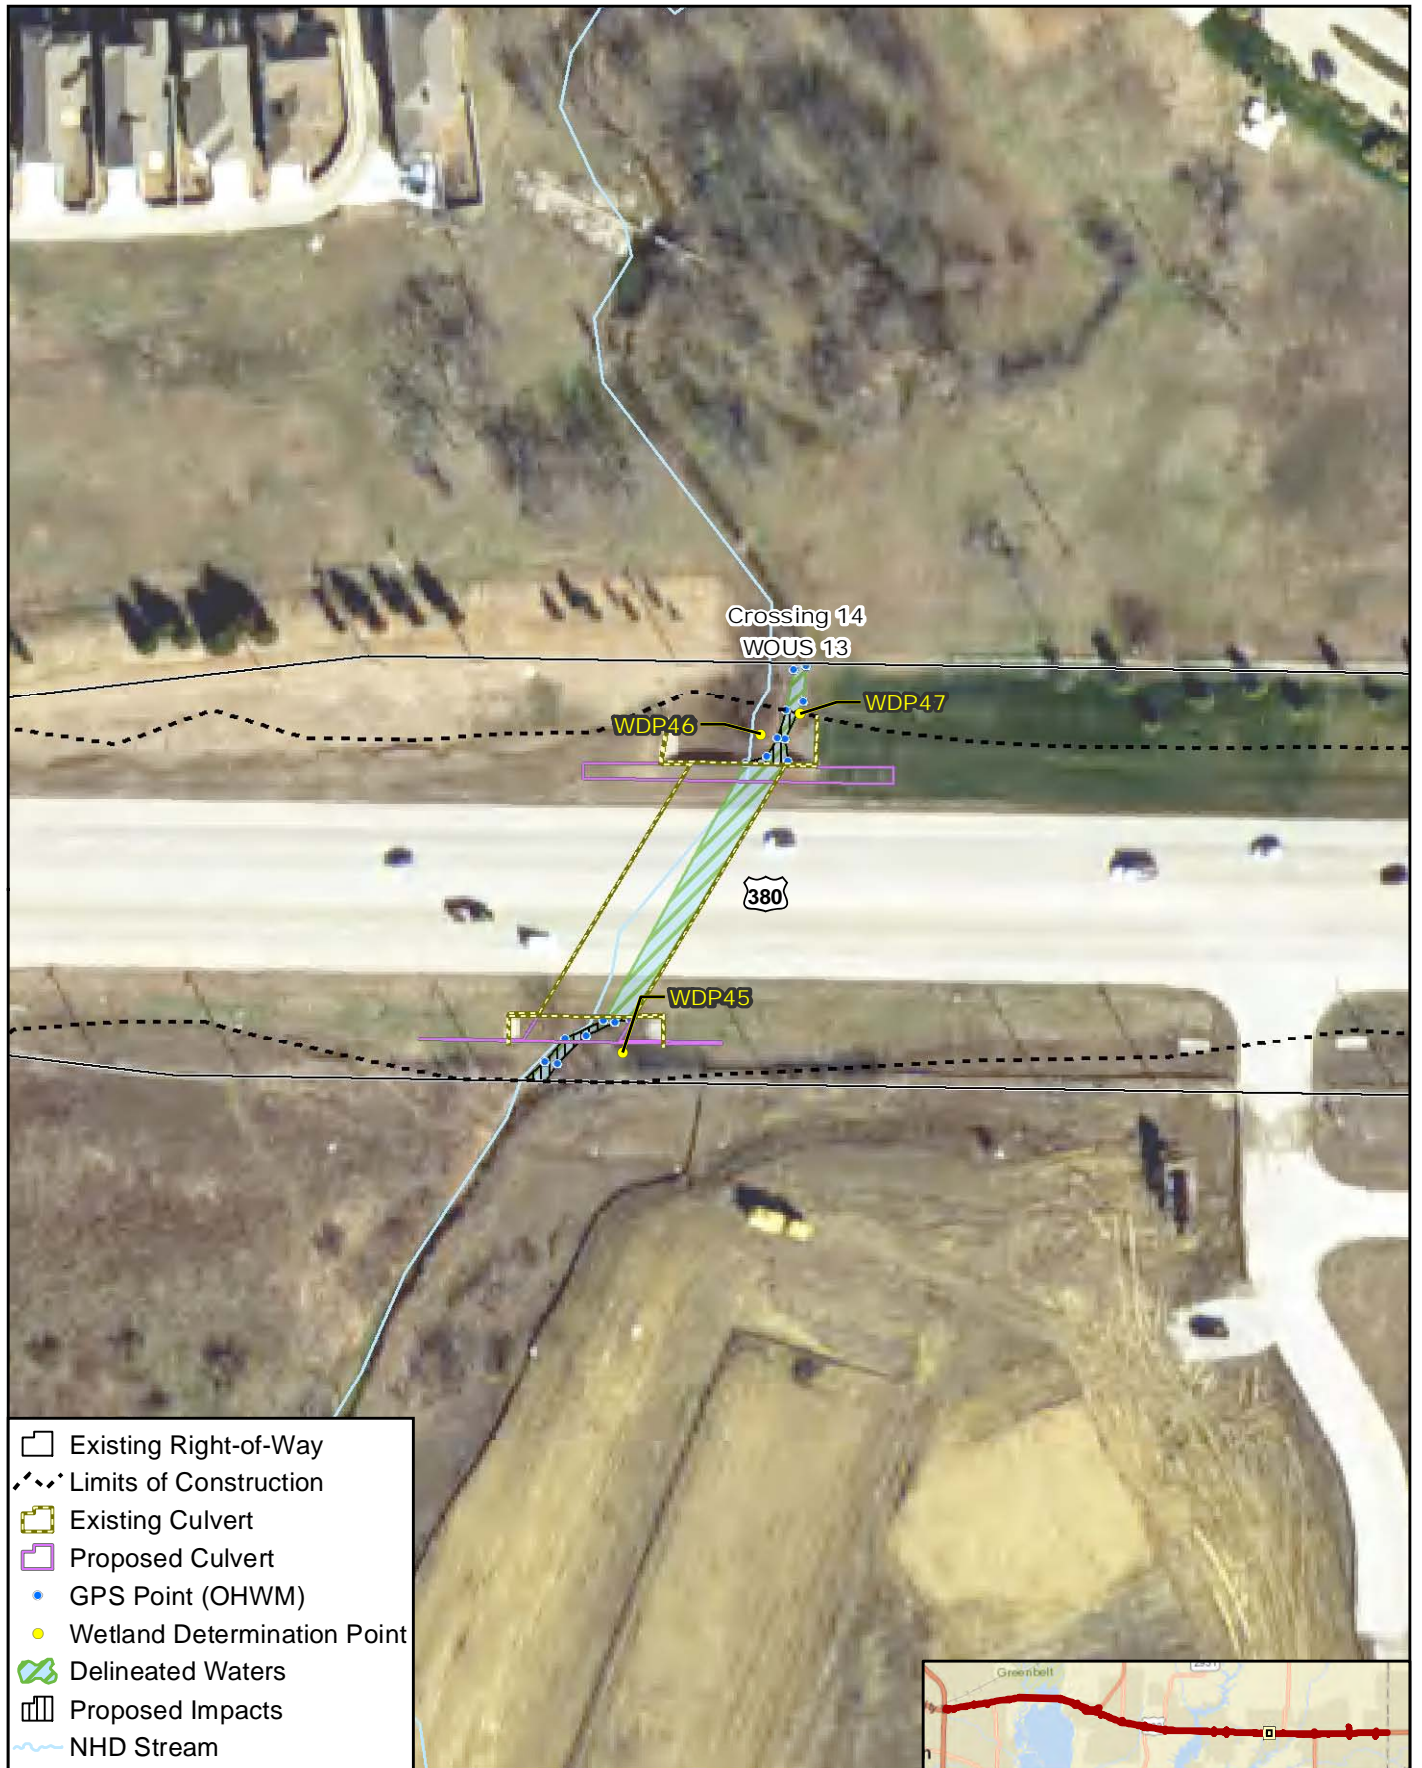 Crossing 14
WOUS 13
WDP47
WDP46
380
WDP45
Existing Right-of-Way
Limits of Construction
Existing Culvert
Proposed Culvert
GPS Point (OHWM)
Wetland Determination Point
Delineated Waters
Proposed Impacts
NHD Stream
Greenbelt